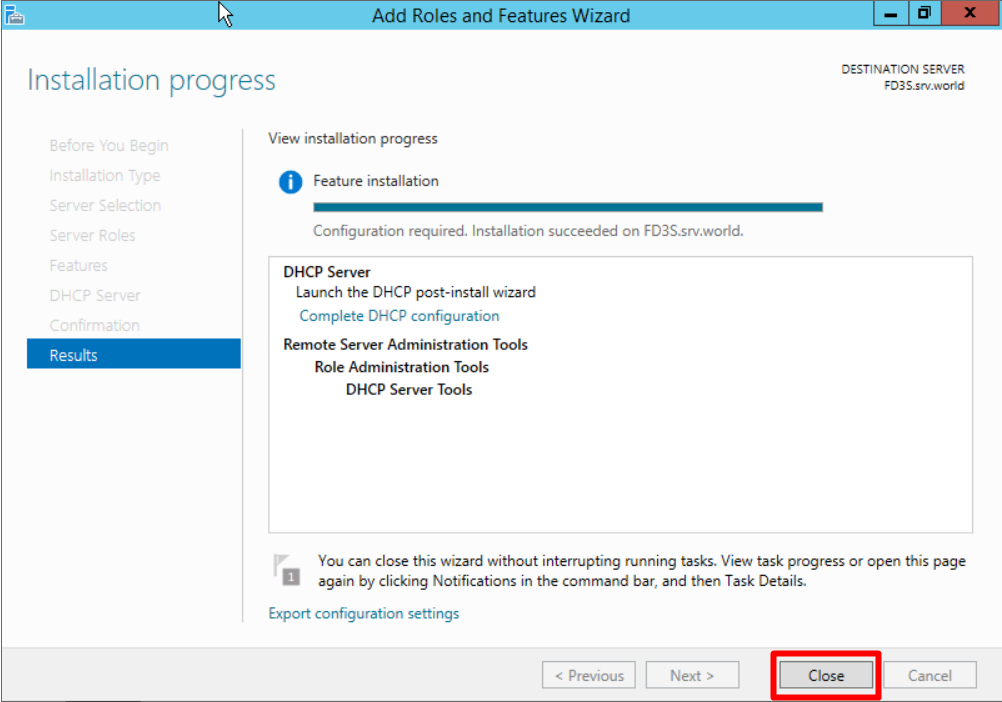 Add Roles and Features Wizard
Installation progress
DESTINATION SERVER
FD3S.srv.world
Before You Begin
Installation Type
Server Selection
Server Roles
Features
DHCP Server
Confirmation
Results
View installation progress
Feature installation
Configuration required. Installation succeeded on FD3S.srv.world.
DHCP Server
Launch the DHCP post-install wizard
Complete DHCP configuration
Remote Server Administration Tools
Role Administration Tools
DHCP Server Tools
1
You can close this wizard without interrupting running tasks. View task progress or open this page
again by clicking Notifications in the command bar, and then Task Details.
Export configuration settings
< Previous
Next >
Close
Cancel